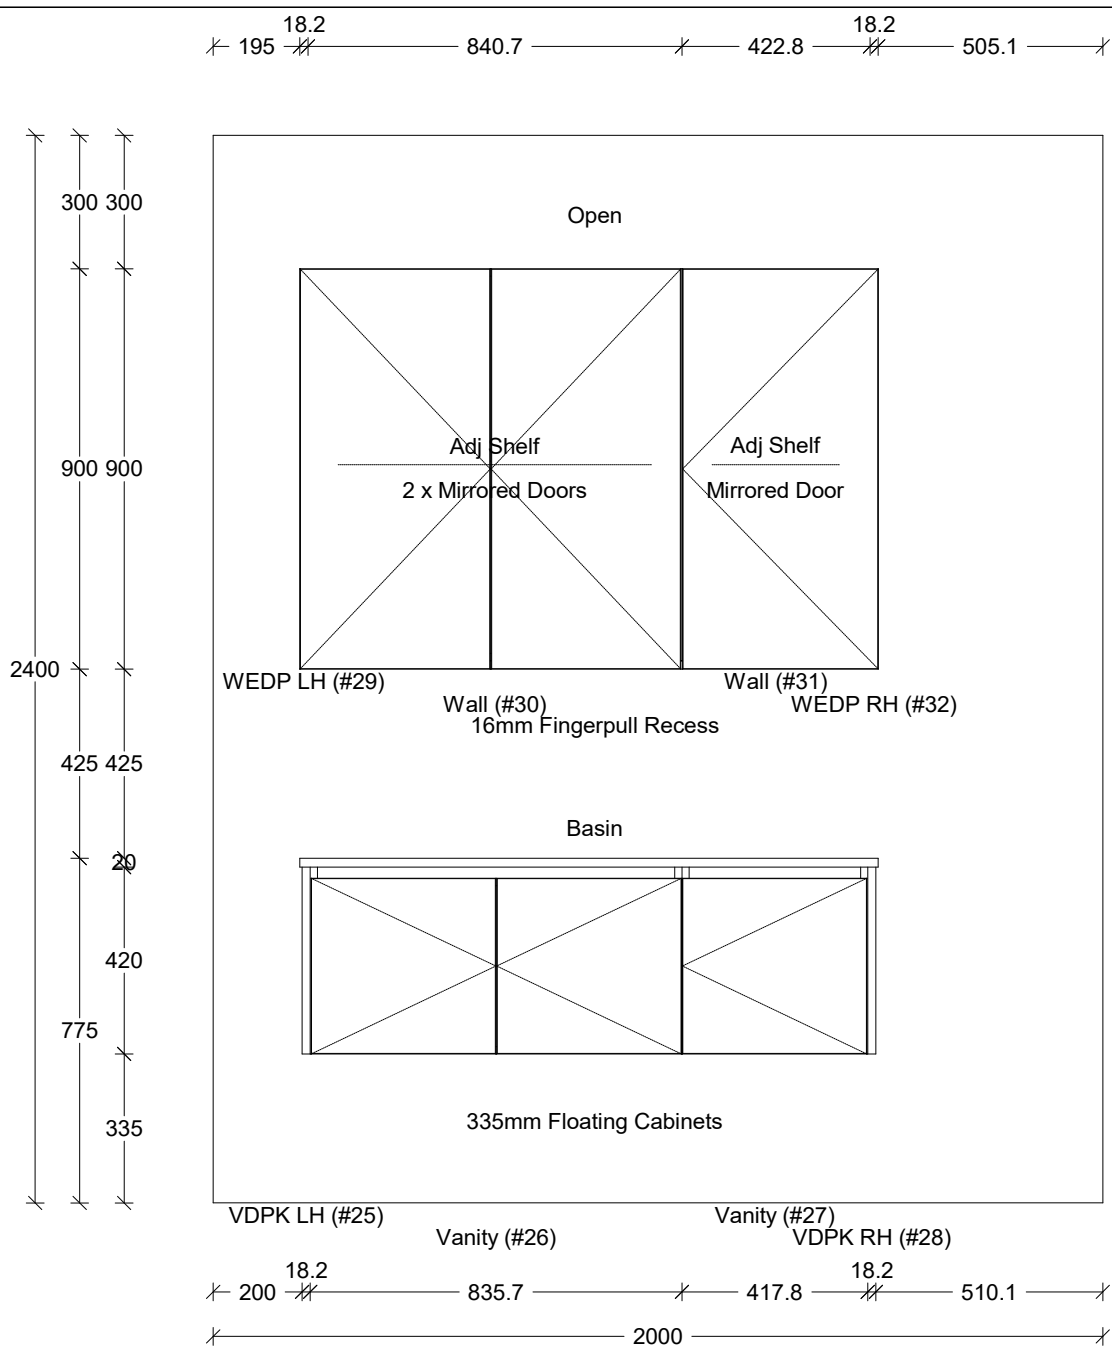 18.2 18.2
195 840.7 422.8 505.1
300 300
Open
Adj Shelf Adj Shelf
900 900
2 x Mirrored Doors Mirrored Door
2400
WEDP LH (#29) Wall (#31)
Wall (#30) WEDP RH (#32)
16mm Fingerpull Recess
425 425
Basin
20
420
775
335mm Floating Cabinets
335
VDPK LH (#25) Vanity (#27)
Vanity (#26) VDPK RH (#28)
18.2 18.2
200 835.7 417.8 510.1
2000